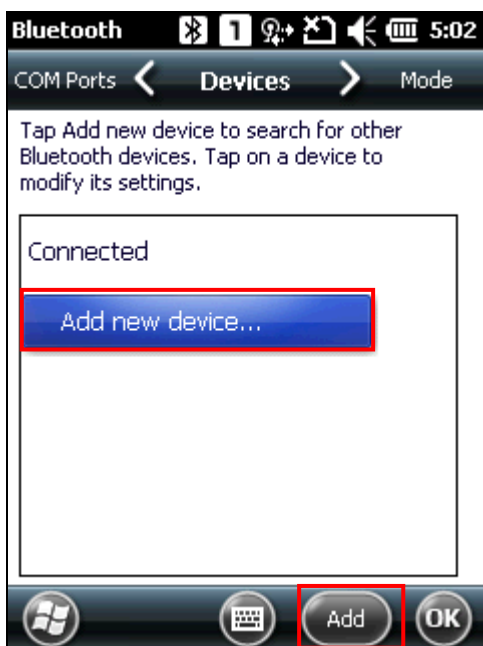 Bluetooth 1 5:02
COM Ports Devices Mode
Tap Add new device to search for other
Bluetooth devices. Tap on a device to
modify its settings.
Connected
Add new device...
Add OK